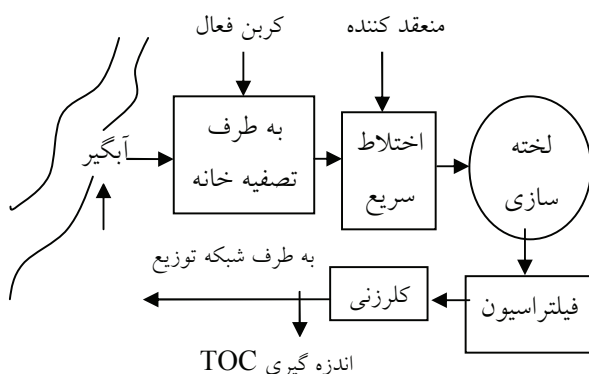 کربن فعال
منعقد کننده
آبگیر
به طرف
تصفیه خانه
اختلاط
سریع
لخته
سازی
فیلتراسیون
کلرزنی
به طرف شبکه توزیع
اندزه گیری TOC